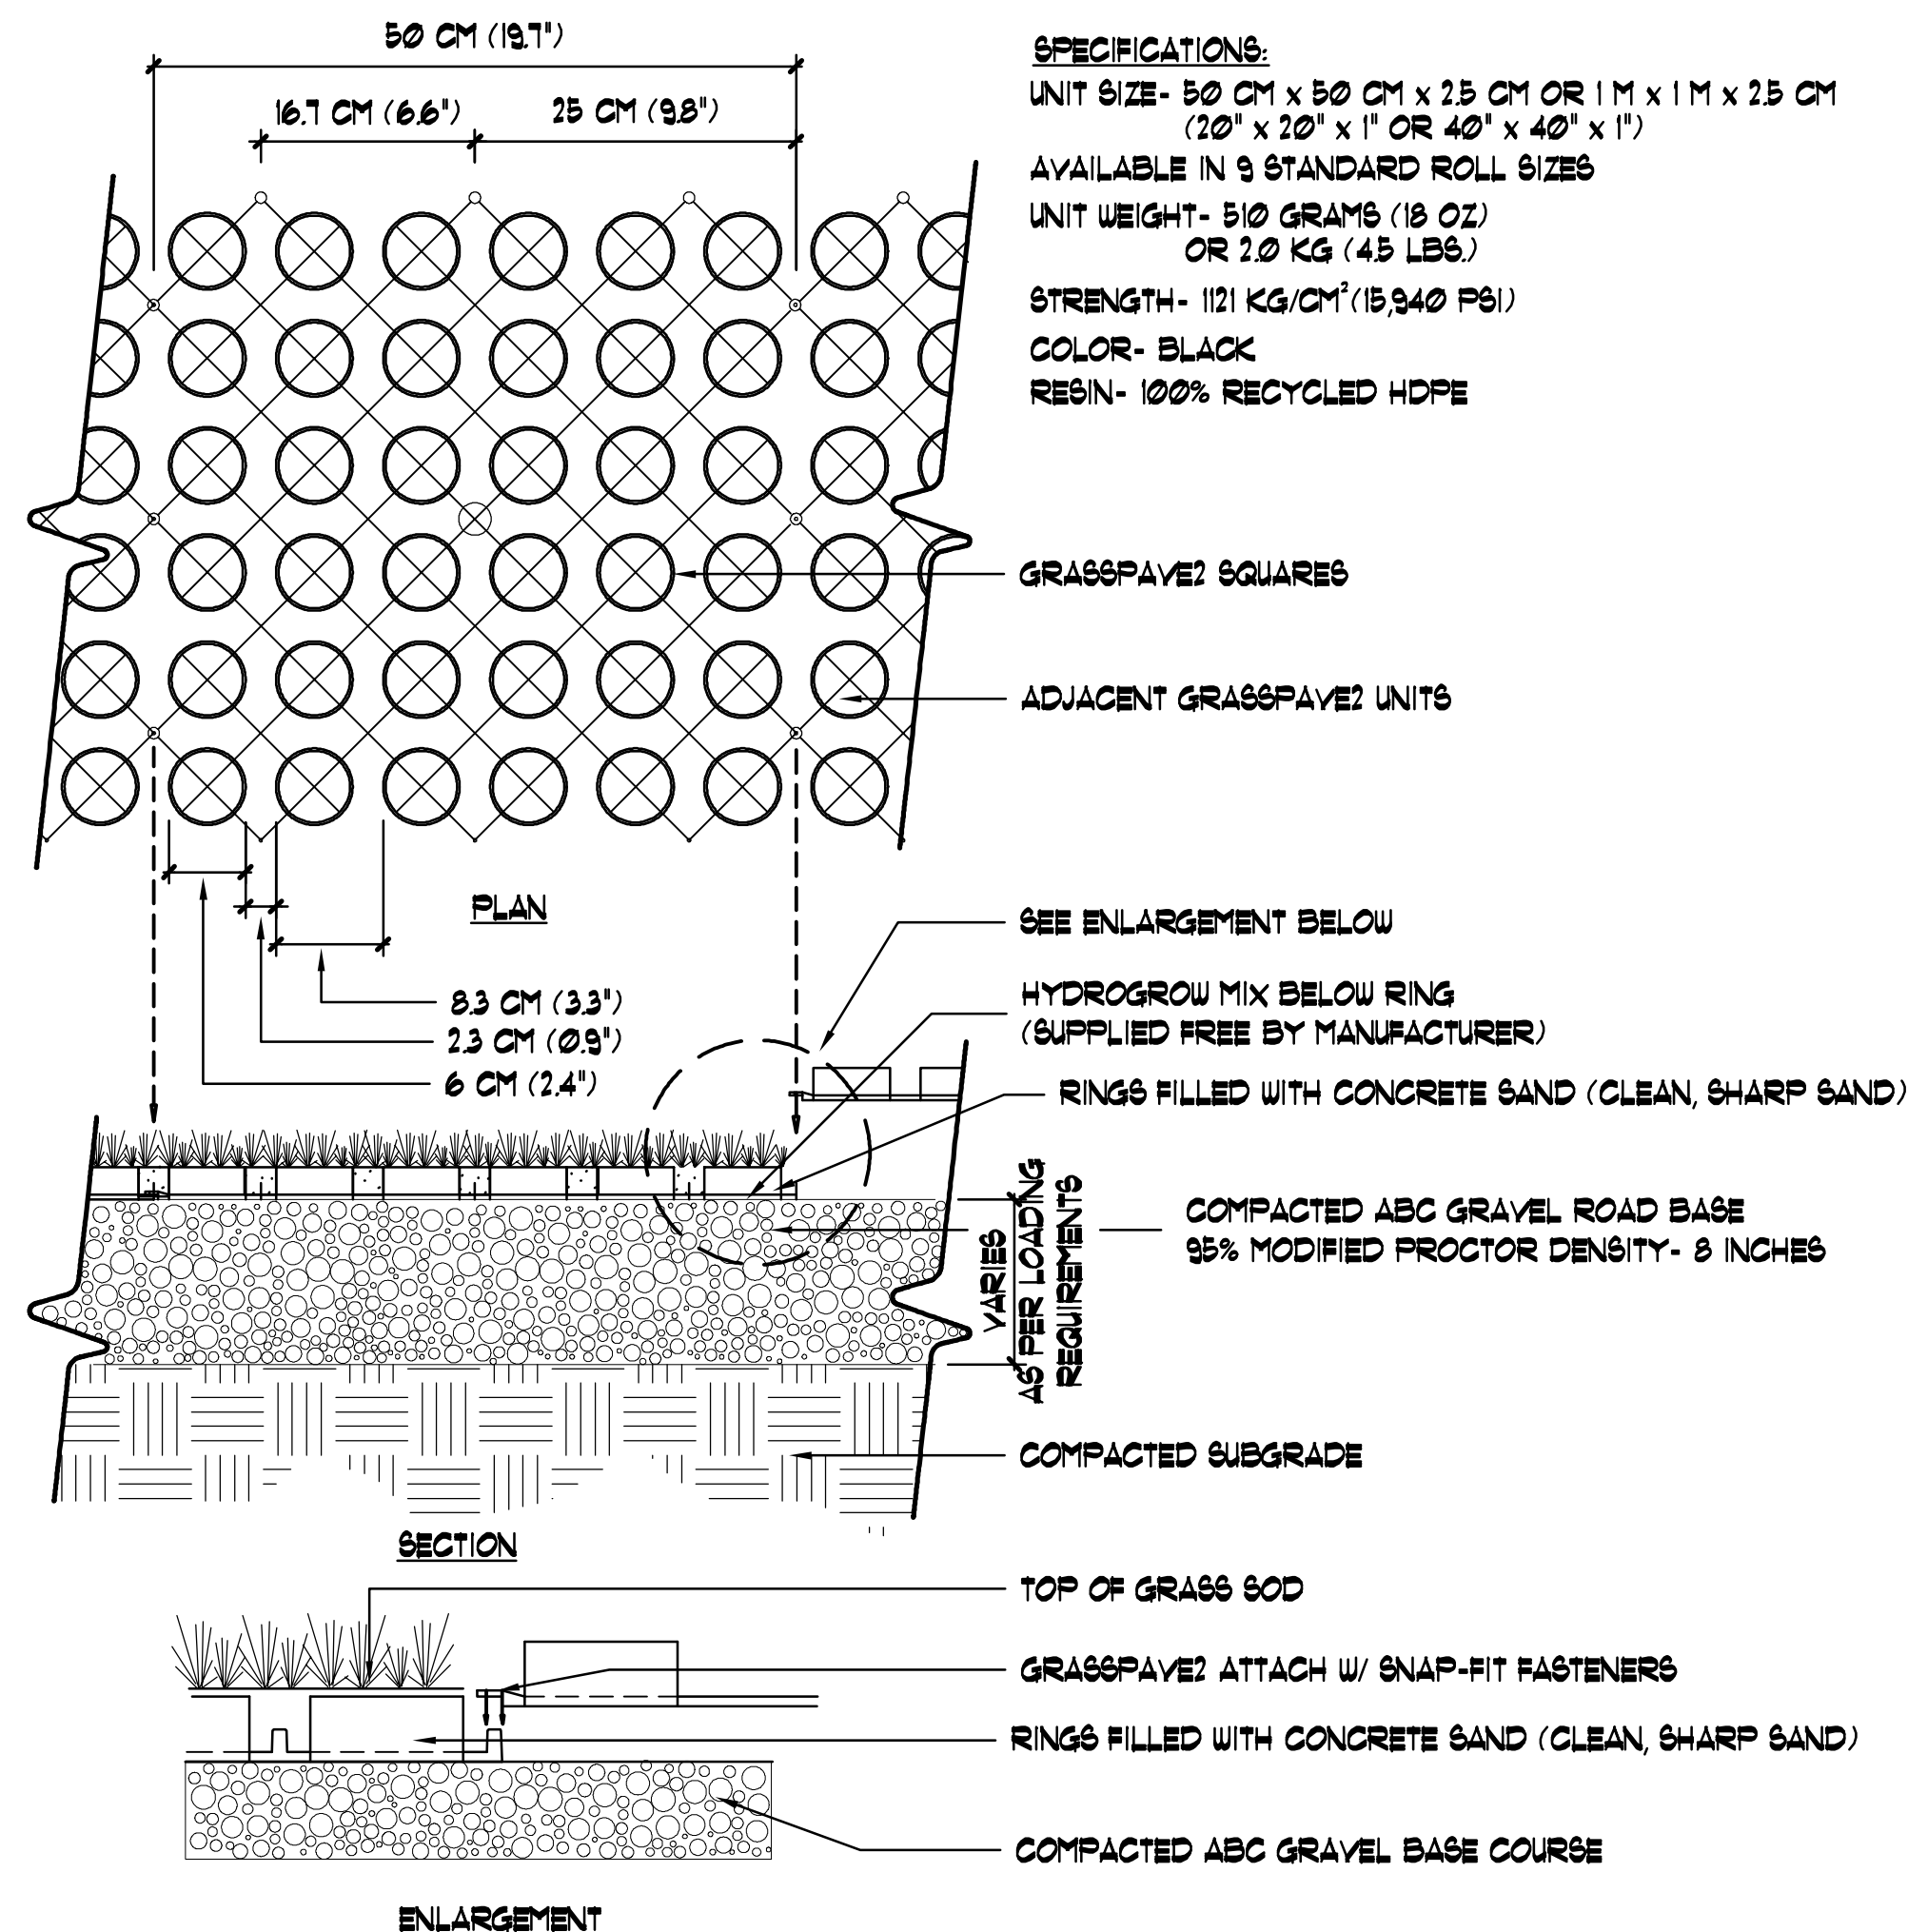 50 CM (19.7")
16.7 CM (6.6")
25 CM (9.8")
SPECIFICATIONS:
UNIT SIZE- 50 CM x 50 CM x 2.5 CM OR 1 M x 1 M x 2.5 CM
(20" x 20" x 1" OR 40" x 40" x 1")
AVAILABLE IN 9 STANDARD ROLL SIZES
UNIT WEIGHT- 510 GRAMS (18 OZ)
OR 2.0 KG (4.5 LBS.)
STRENGTH- 1121 KG/CM² (15,940 PSI)
COLOR- BLACK
RESIN- 100% RECYCLED HDPE
GRASSPAVE2 SQUARES
ADJACENT GRASSPAVE2 UNITS
PLAN
8.3 CM (3.3")
2.3 CM (0.9")
6 CM (2.4")
SEE ENLARGEMENT BELOW
HYDROGROW MIX BELOW RING
(SUPPLIED FREE BY MANUFACTURER)
RINGS FILLED WITH CONCRETE SAND (CLEAN, SHARP SAND)
VARIES
AS PER LOADING
REQUIREMENTS
COMPACTED ABC GRAVEL ROAD BASE
95% MODIFIED PROCTOR DENSITY- 8 INCHES
COMPACTED SUBGRADE
SECTION
TOP OF GRASS SOD
GRASSPAVE2 ATTACH W/ SNAP-FIT FASTENERS
RINGS FILLED WITH CONCRETE SAND (CLEAN, SHARP SAND)
COMPACTED ABC GRAVEL BASE COURSE
ENLARGEMENT